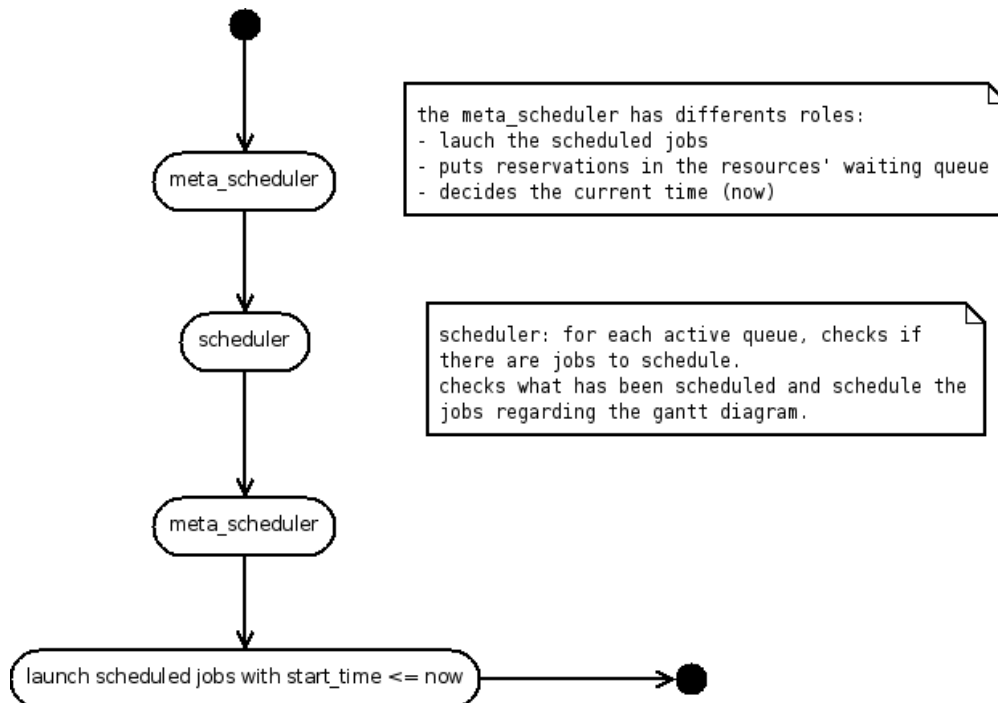 meta_scheduler
the meta_scheduler has differents roles:
- lauch the scheduled jobs
- puts reservations in the resources' waiting queue
- decides the current time (now)
scheduler
scheduler: for each active queue, checks if
there are jobs to schedule.
checks what has been scheduled and schedule the
jobs regarding the gantt diagram.
meta_scheduler
launch scheduled jobs with start_time <= now